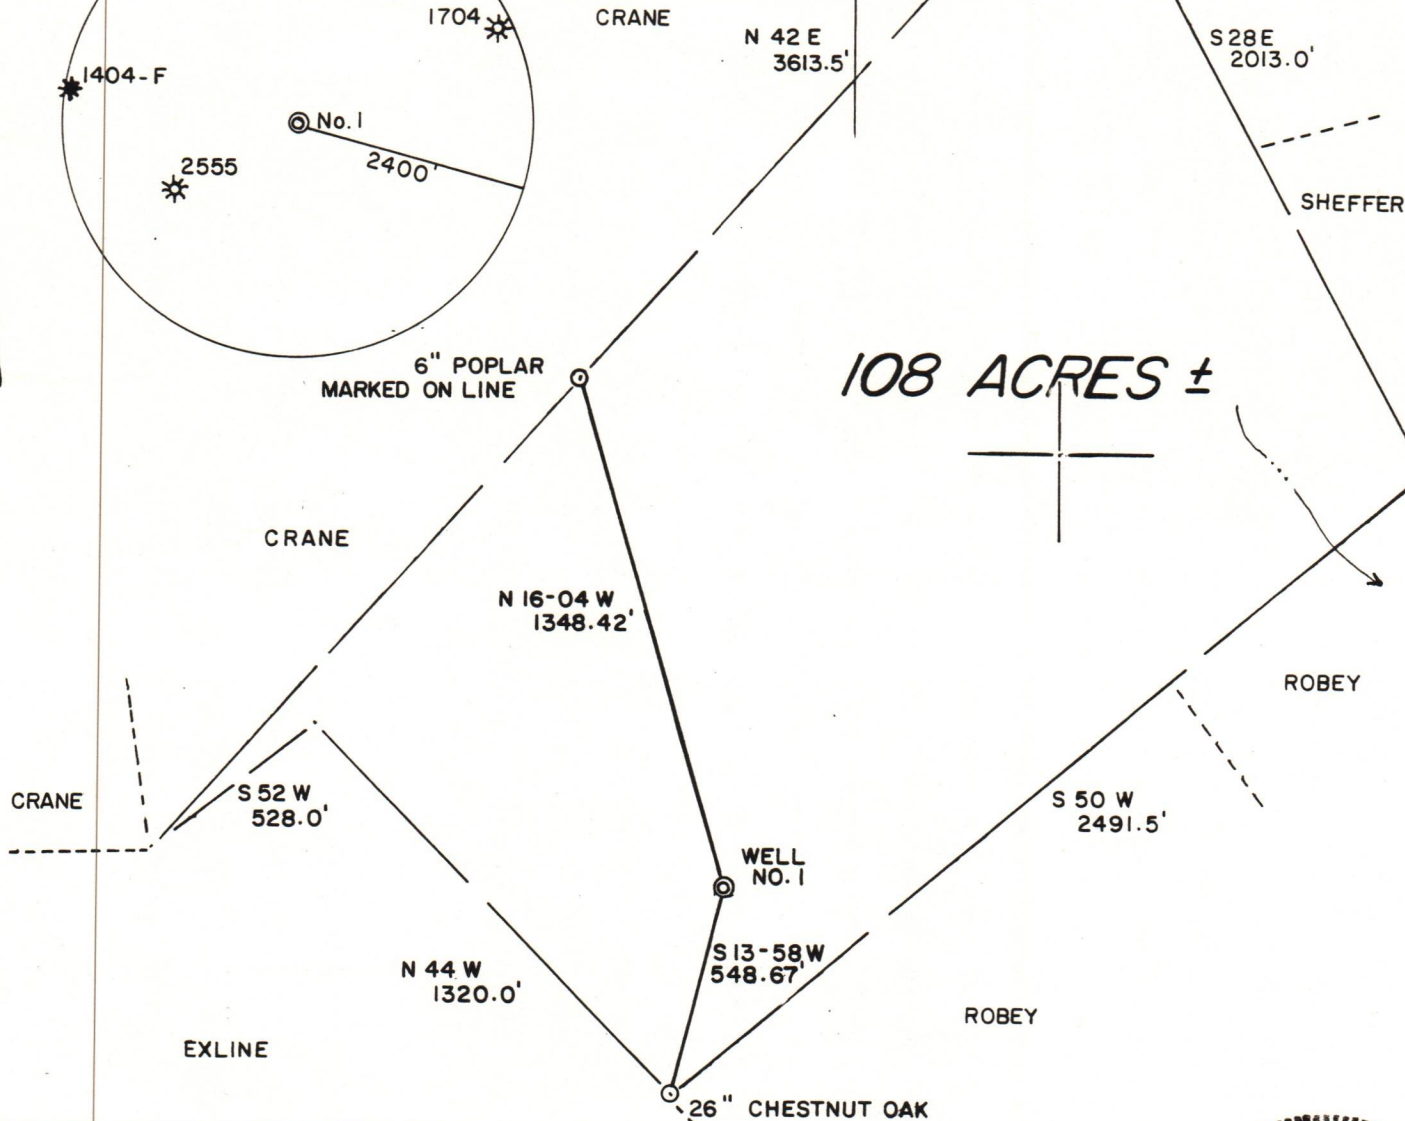 1704
CRANE
N 42 E
3613.5'
S 28 E
2013.0'
1404-F
No. 1
2400'
2555
SHEFFER
6" POPLAR
MARKED ON LINE
108 ACRES ±
CRANE
N 16-04 W
1348.42'
ROBEY
CRANE
S 52 W
528.0'
S 50 W
2491.5'
WELL
NO. 1
S 13-58 W
548.67'
N 44 W
1320.0'
ROBEY
EXLINE
26" CHESTNUT OAK